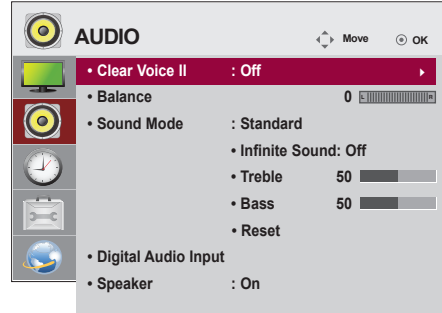 AUDIO
Move
OK
• Clear Voice II : Off
• Balance 0 L R
• Sound Mode : Standard
• Infinite Sound: Off
• Treble 50
• Bass 50
• Reset
• Digital Audio Input
• Speaker : On